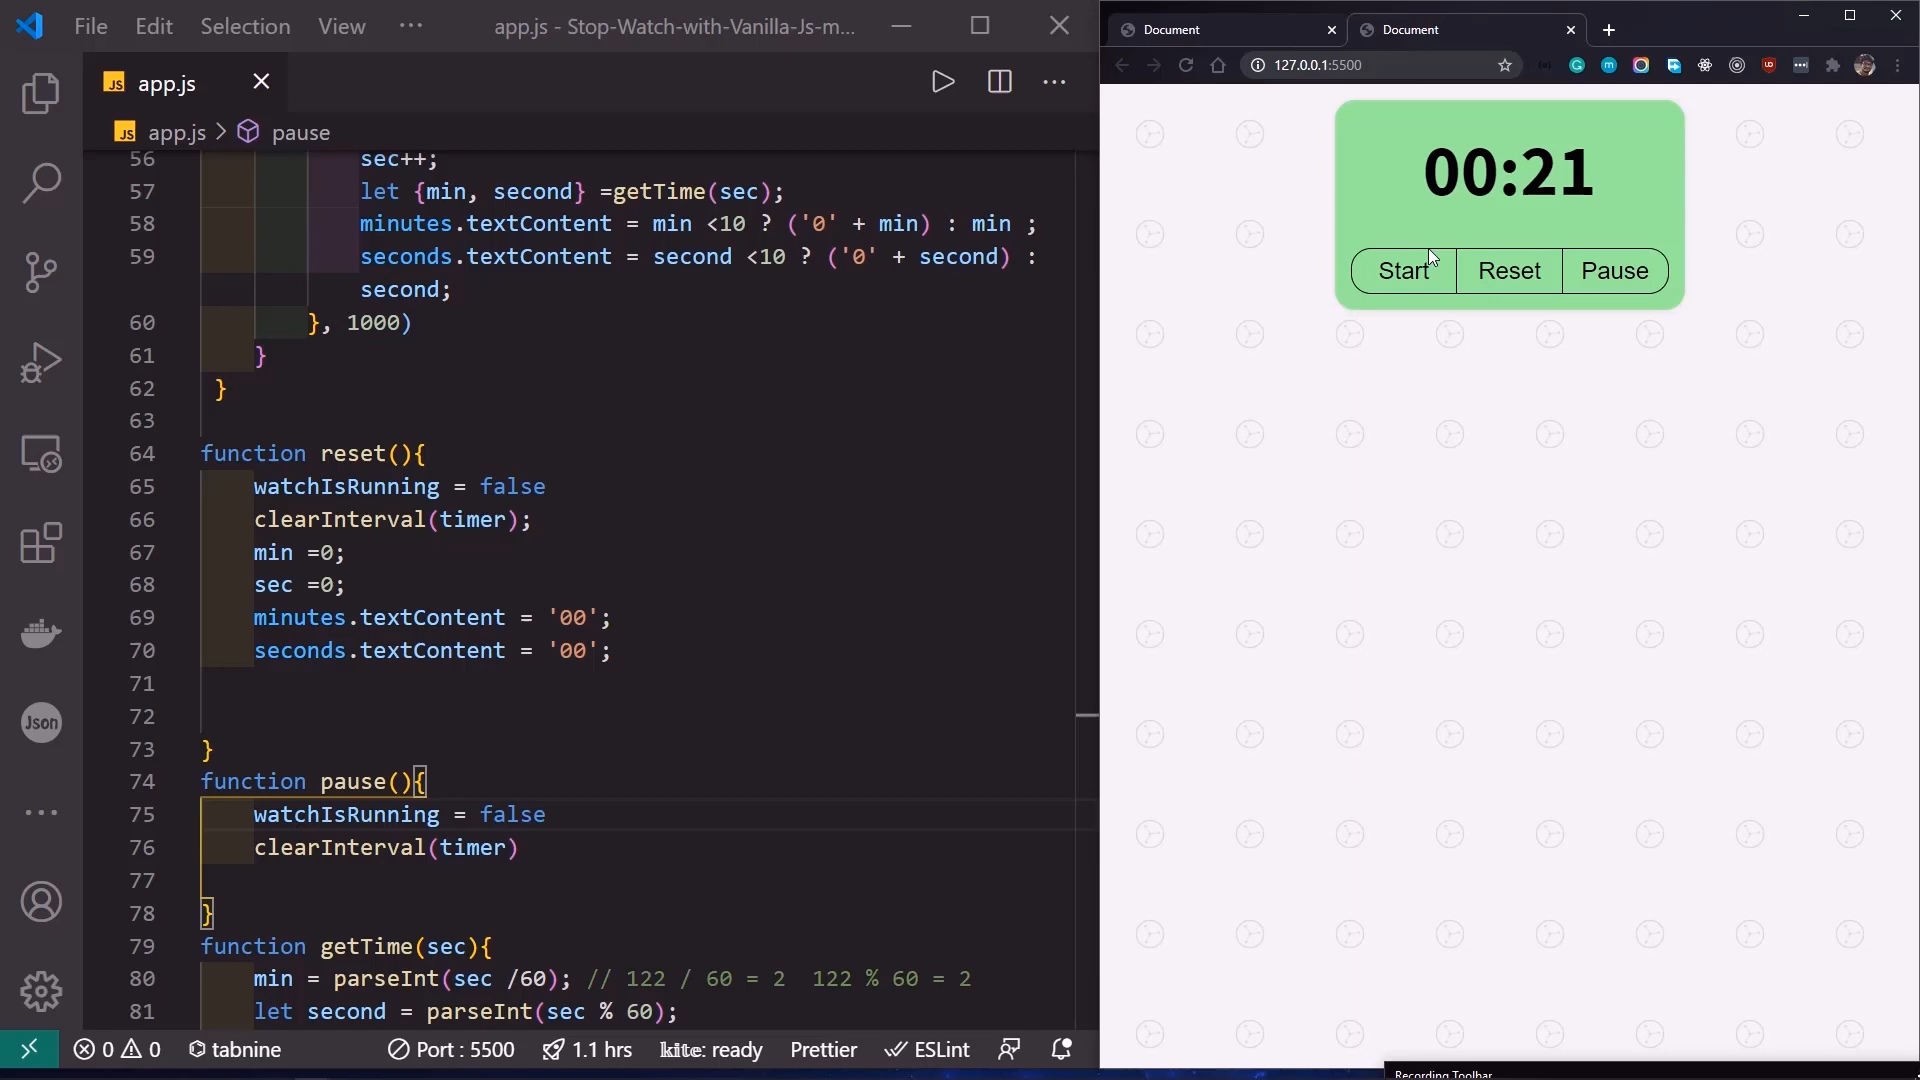 File Edit Selection View ··· app.js - Stop-Watch-with-Vanilla-Js-m...
JS app.js
JS app.js > pause
56 sec++;
57 let {min, second} =getTime(sec);
58 minutes.textContent = min <10 ? ('0' + min) : min ;
59 seconds.textContent = second <10 ? ('0' + second) :
second;
60 }, 1000)
61 }
62 }
63
64 function reset(){
65 watchIsRunning = false
66 clearInterval(timer);
67 min =0;
68 sec =0;
69 minutes.textContent = '00';
70 seconds.textContent = '00';
71
72
73 }
74 function pause(){
75 watchIsRunning = false
76 clearInterval(timer)
77
78 }
79 function getTime(sec){
80 min = parseInt(sec /60); // 122 / 60 = 2 122 % 60 = 2
81 let second = parseInt(sec % 60);
Json
0 0 tabnine Port : 5500 1.1 hrs kite: ready Prettier ESLint
Document Document
127.0.0.1:5500
00:21
Start Reset Pause
Recording Toolbar